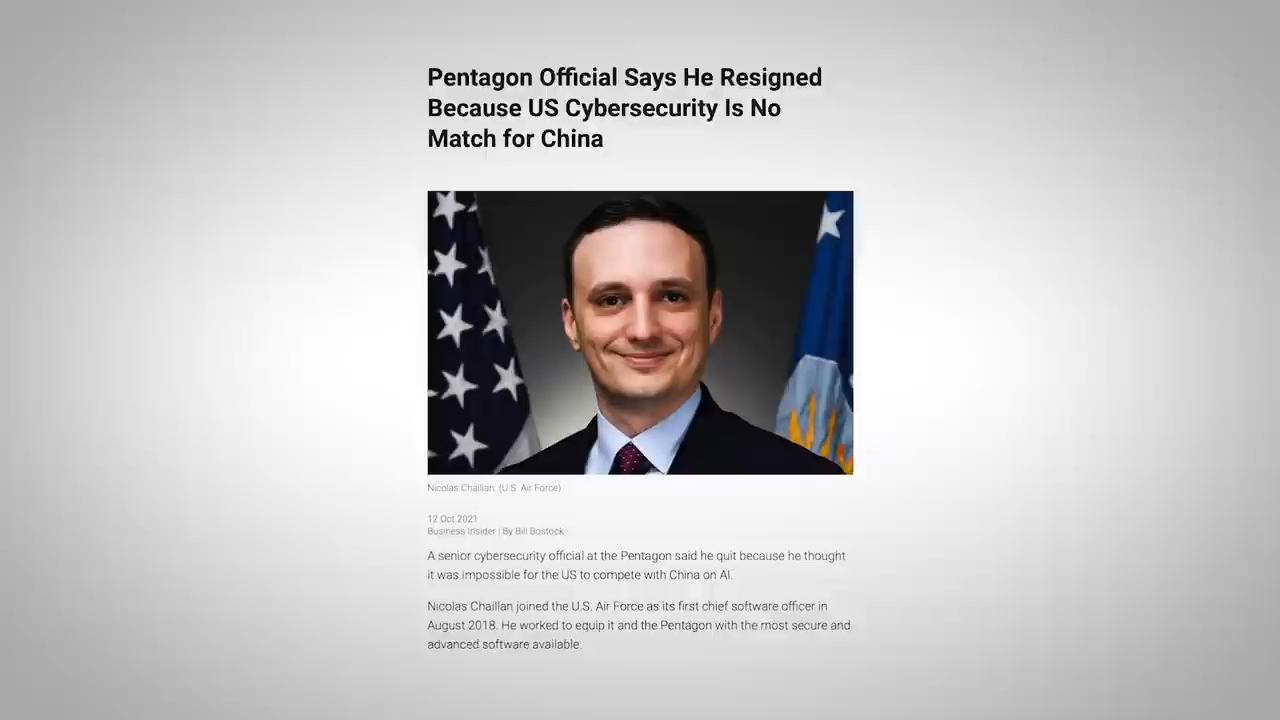 Pentagon Official Says He Resigned
Because US Cybersecurity Is No
Match for China
Nicolas Chaillan. (U.S. Air Force)
12 Oct 2021
Business Insider | By Bill Bostock
A senior cybersecurity official at the Pentagon said he quit because he thought
it was impossible for the US to compete with China on AI.
Nicolas Chaillan joined the U.S. Air Force as its first chief software officer in
August 2018. He worked to equip it and the Pentagon with the most secure and
advanced software available.